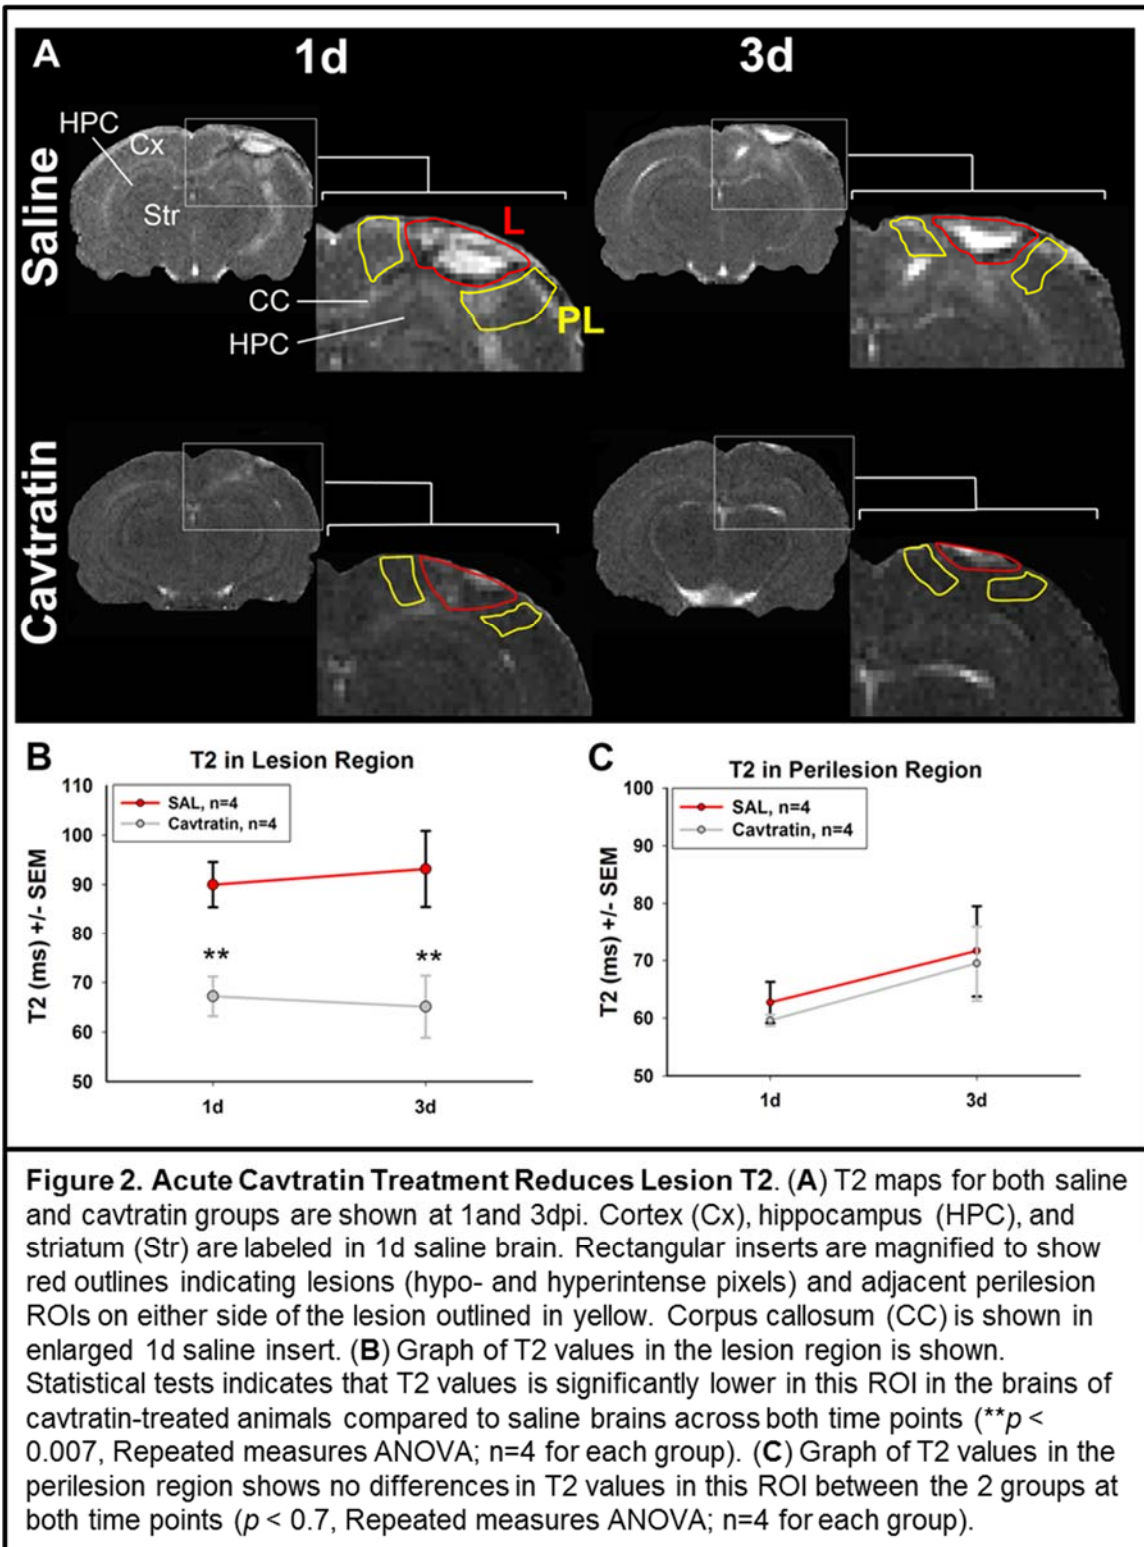 A
1d
3d
Saline
HPC
Cx
Str
L
CC
HPC
PL
Cavtratin
B
T2 in Lesion Region
SAL, n=4
Cavtratin, n=4
T2 (ms) +/- SEM
110
100
90
80
70
60
50
**
**
1d
3d
C
T2 in Perilesion Region
SAL, n=4
Cavtratin, n=4
T2 (ms) +/- SEM
100
90
80
70
60
50
1d
3d
Figure 2. Acute Cavtratin Treatment Reduces Lesion T2. (A) T2 maps for both saline
and cavtratin groups are shown at 1and 3dpi. Cortex (Cx), hippocampus (HPC), and
striatum (Str) are labeled in 1d saline brain. Rectangular inserts are magnified to show
red outlines indicating lesions (hypo- and hyperintense pixels) and adjacent perilesion
ROIs on either side of the lesion outlined in yellow. Corpus callosum (CC) is shown in
enlarged 1d saline insert. (B) Graph of T2 values in the lesion region is shown.
Statistical tests indicates that T2 values is significantly lower in this ROI in the brains of
cavtratin-treated animals compared to saline brains across both time points (**p <
0.007, Repeated measures ANOVA; n=4 for each group). (C) Graph of T2 values in the
perilesion region shows no differences in T2 values in this ROI between the 2 groups at
both time points (p < 0.7, Repeated measures ANOVA; n=4 for each group).